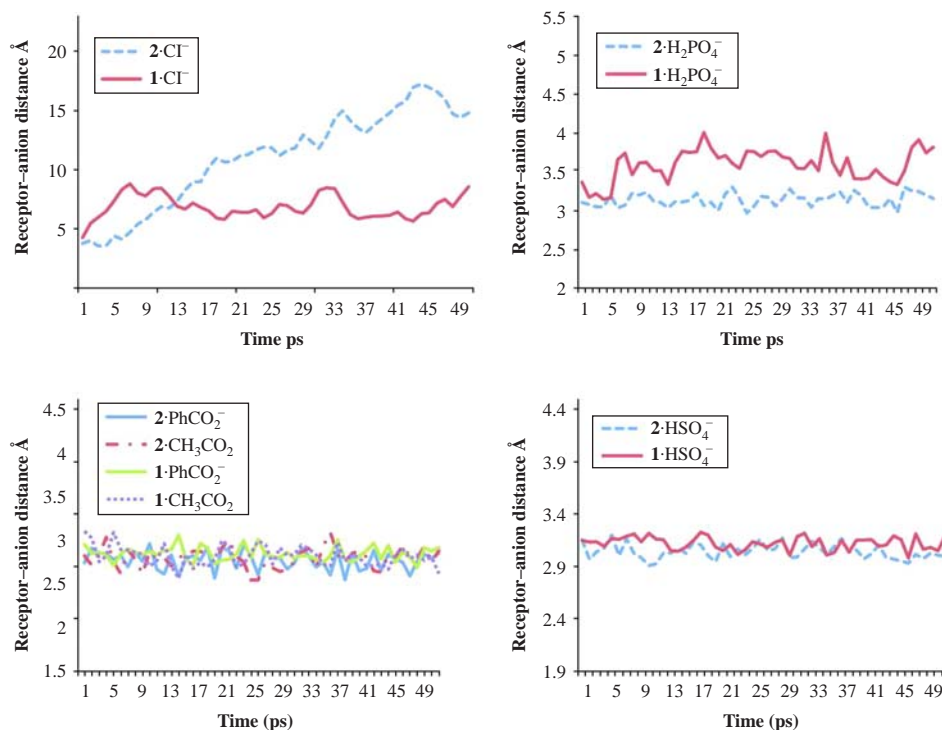 Receptor–anion distance Å
20
15
10
5
2·Cl⁻
1·Cl⁻
1 5 9 13 17 21 25 29 33 37 41 45 49
Time ps
Receptor–anion distance Å
5.5
5
4.5
4
3.5
3
2.5
2
2·H₂PO₄⁻
1·H₂PO₄⁻
1 5 9 13 17 21 25 29 33 37 41 45 49
Time ps
Receptor–anion distance Å
4.5
4
3.5
3
2.5
2
1.5
2·PhCO₂⁻
2·CH₃CO₂
1·PhCO₂⁻
1·CH₃CO₂
1 5 9 13 17 21 25 29 33 37 41 45 49
Time (ps)
Receptor–anion distance Å
4.4
3.9
3.4
2.9
2.4
1.9
2·HSO₄⁻
1·HSO₄⁻
1 5 9 13 17 21 25 29 33 37 41 45 49
Time (ps)